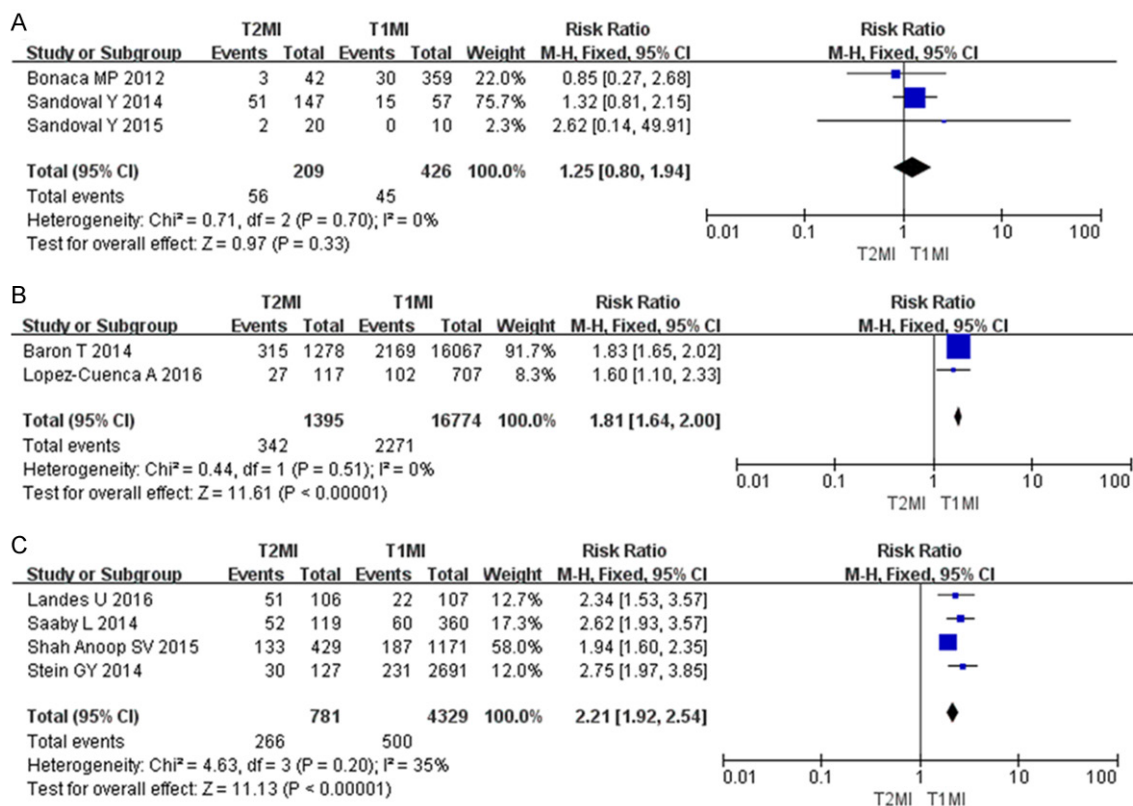 A
T2MI T1MI Risk Ratio Risk Ratio
Study or Subgroup Events Total Events Total Weight M-H, Fixed, 95% CI M-H, Fixed, 95% CI
Bonaca MP 2012 3 42 30 359 22.0% 0.85 [0.27, 2.68]
Sandoval Y 2014 51 147 15 57 75.7% 1.32 [0.81, 2.15]
Sandoval Y 2015 2 20 0 10 2.3% 2.62 [0.14, 49.91]
Total (95% CI) 209 426 100.0% 1.25 [0.80, 1.94]
Total events 56 45
Heterogeneity: Chi² = 0.71, df = 2 (P = 0.70); I² = 0%
Test for overall effect: Z = 0.97 (P = 0.33)
0.01 0.1 1 10 100
T2MI T1MI
B
T2MI T1MI Risk Ratio Risk Ratio
Study or Subgroup Events Total Events Total Weight M-H, Fixed, 95% CI M-H, Fixed, 95% CI
Baron T 2014 315 1278 2169 16067 91.7% 1.83 [1.65, 2.02]
Lopez-Cuenca A 2016 27 117 102 707 8.3% 1.60 [1.10, 2.33]
Total (95% CI) 1395 16774 100.0% 1.81 [1.64, 2.00]
Total events 342 2271
Heterogeneity: Chi² = 0.44, df = 1 (P = 0.51); I² = 0%
Test for overall effect: Z = 11.61 (P < 0.00001)
0.01 0.1 1 10 100
T2MI T1MI
C
T2MI T1MI Risk Ratio Risk Ratio
Study or Subgroup Events Total Events Total Weight M-H, Fixed, 95% CI M-H, Fixed, 95% CI
Landes U 2016 51 106 22 107 12.7% 2.34 [1.53, 3.57]
Saaby L 2014 52 119 60 360 17.3% 2.62 [1.93, 3.57]
Shah Anoop SV 2015 133 429 187 1171 58.0% 1.94 [1.60, 2.35]
Stein GY 2014 30 127 231 2691 12.0% 2.75 [1.97, 3.85]
Total (95% CI) 781 4329 100.0% 2.21 [1.92, 2.54]
Total events 266 500
Heterogeneity: Chi² = 4.63, df = 3 (P = 0.20); I² = 35%
Test for overall effect: Z = 11.13 (P < 0.00001)
0.01 0.1 1 10 100
T2MI T1MI